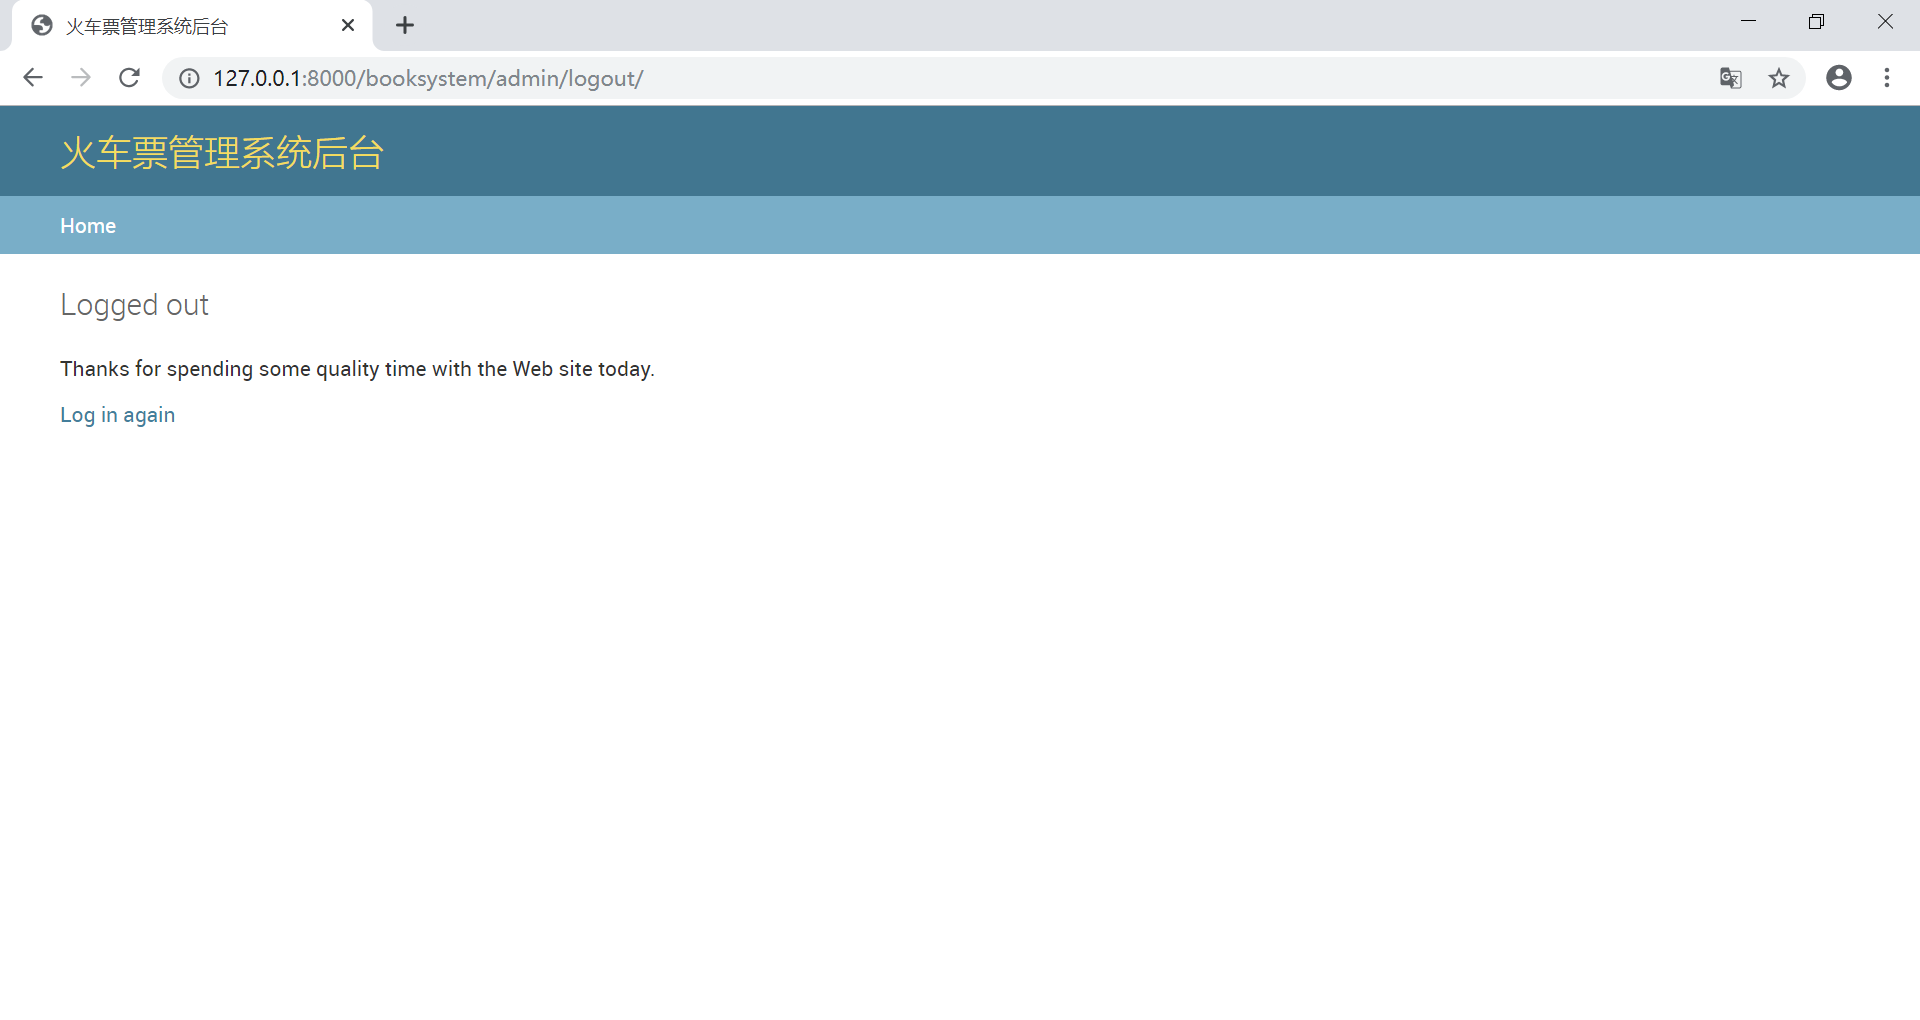 火车票管理系统后台
127.0.0.1:8000/booksystem/admin/logout/
火车票管理系统后台
Home
Logged out
Thanks for spending some quality time with the Web site today.
Log in again